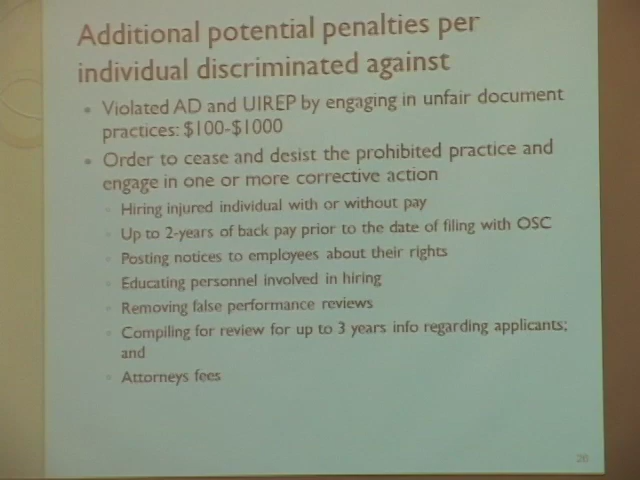 Additional potential penalties per
individual discriminated against
• Violated AD and UIREP by engaging in unfair document
practices: $100-$1000
• Order to cease and desist the prohibited practice and
engage in one or more corrective action
◦ Hiring injured individual with or without pay
◦ Up to 2-years of back pay prior to the date of filing with OSC
◦ Posting notices to employees about their rights
◦ Educating personnel involved in hiring
◦ Removing false performance reviews
◦ Compiling for review for up to 3 years info regarding applicants;
and
◦ Attorneys fees